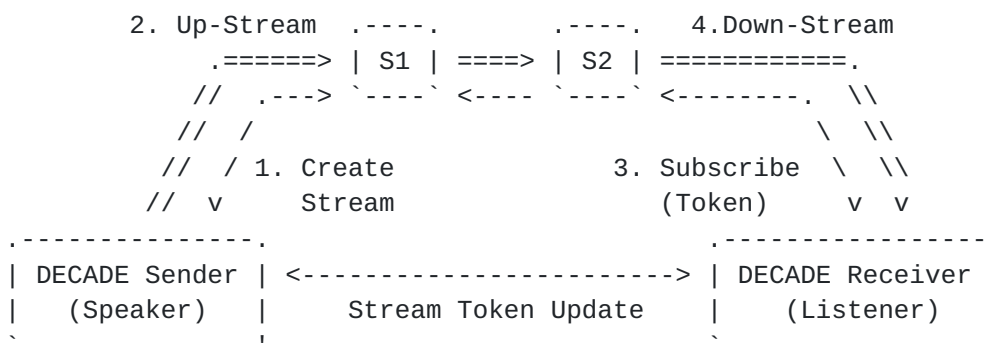 2. Up-Stream .----. .----. 4.Down-Stream
.======> | S1 | ====> | S2 | ============.
// .---> `----` <---- `----` <--------. \\
// / \ \\
// / 1. Create 3. Subscribe \ \\
// v Stream (Token) v v
.---------------. .-----------------
| DECADE Sender | <------------------------> | DECADE Receiver
| (Speaker) | Stream Token Update | (Listener)